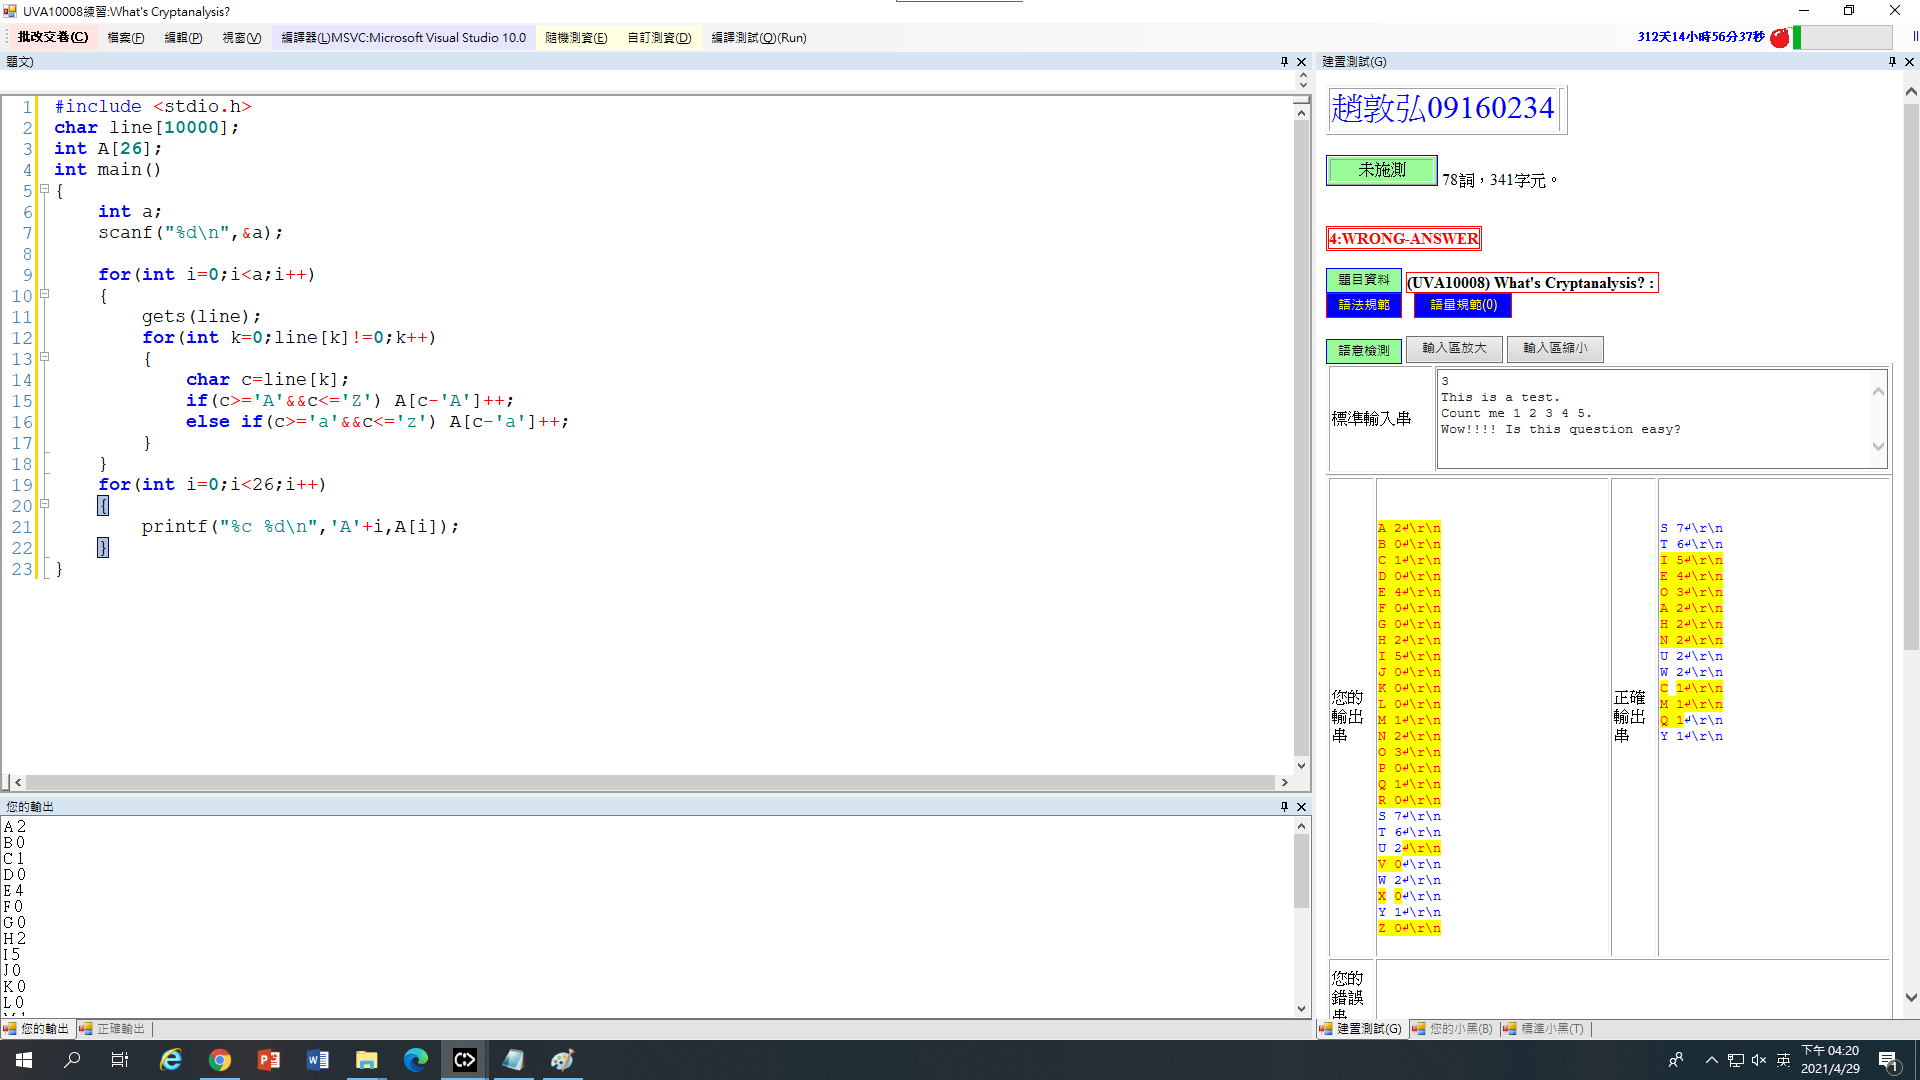 UVA10008練習:What's Cryptanalysis?
批改交卷(C) 檔案(F) 編輯(P) 視窗(V) 編譯器(L)MSVC:Microsoft Visual Studio 10.0 隨機測資(E) 自訂測資(D) 編譯測試(Q)(Run)
312天14小時56分37秒
題文)
1 #include <stdio.h>
2 char line[10000];
3 int A[26];
4 int main()
5 {
6 int a;
7 scanf("%d\n",&a);
8
9 for(int i=0;i<a;i++)
10 {
11 gets(line);
12 for(int k=0;line[k]!=0;k++)
13 {
14 char c=line[k];
15 if(c>='A'&&c<='Z') A[c-'A']++;
16 else if(c>='a'&&c<='z') A[c-'a']++;
17 }
18 }
19 for(int i=0;i<26;i++)
20 {
21 printf("%c %d\n",'A'+i,A[i]);
22 }
23 }
您的輸出
A 2
B 0
C 1
D 0
E 4
F 0
G 0
H 2
I 5
J 0
K 0
L 0
您的輸出 正確輸出
建置測試(G)
趙敦弘09160234
未施測 78詞，341字元。
4:WRONG-ANSWER
題目資料 (UVA10008) What's Cryptanalysis? :
語法規範 語量規範(0)
語意檢測 輸入區放大 輸入區縮小
標準輸入串
3
This is a test.
Count me 1 2 3 4 5.
Wow!!!! Is this question easy?
您的輸出串
A 2↵\r\n
B 0↵\r\n
C 1↵\r\n
D 0↵\r\n
E 4↵\r\n
F 0↵\r\n
G 0↵\r\n
H 2↵\r\n
I 5↵\r\n
J 0↵\r\n
K 0↵\r\n
L 0↵\r\n
M 1↵\r\n
N 2↵\r\n
O 3↵\r\n
P 0↵\r\n
Q 1↵\r\n
R 0↵\r\n
S 7↵\r\n
T 6↵\r\n
U 2↵\r\n
V 0↵\r\n
W 2↵\r\n
X 0↵\r\n
Y 1↵\r\n
Z 0↵\r\n
正確輸出串
S 7↵\r\n
T 6↵\r\n
I 5↵\r\n
E 4↵\r\n
O 3↵\r\n
A 2↵\r\n
H 2↵\r\n
N 2↵\r\n
U 2↵\r\n
W 2↵\r\n
C 1↵\r\n
M 1↵\r\n
Q 1↵\r\n
Y 1↵\r\n
您的錯誤串
建置測試(G) 您的小黑(B) 標準小黑(T)
英 下午 04:20
2021/4/29
1